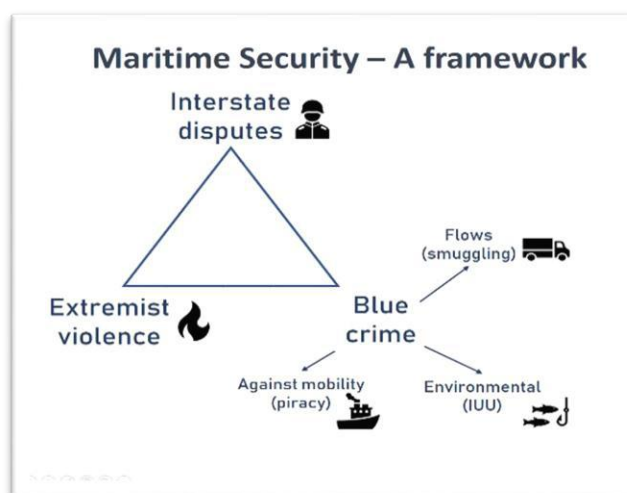 Maritime Security – A framework
Interstate
disputes
Flows
(smuggling)
Extremist
violence
Blue
crime
Against mobility
(piracy)
Environmental
(IUU)